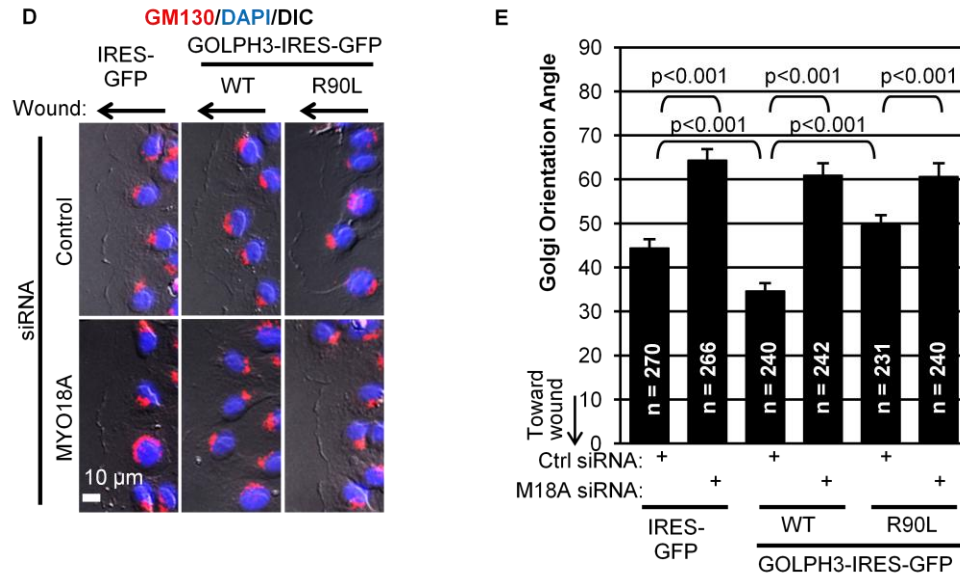 D
GM130/DAPI/DIC
IRES-
GFP
GOLPH3-IRES-GFP
WT
R90L
Wound:
siRNA
Control
MYO18A
10 µm
E
Golgi Orientation Angle
90
80
70
60
50
40
30
20
10
0
Toward
wound
p<0.001
p<0.001
p<0.001
p<0.001
p<0.001
n = 270
n = 266
n = 240
n = 242
n = 231
n = 240
Ctrl siRNA: + + +
M18A siRNA: + + +
IRES-
GFP
WT
R90L
GOLPH3-IRES-GFP